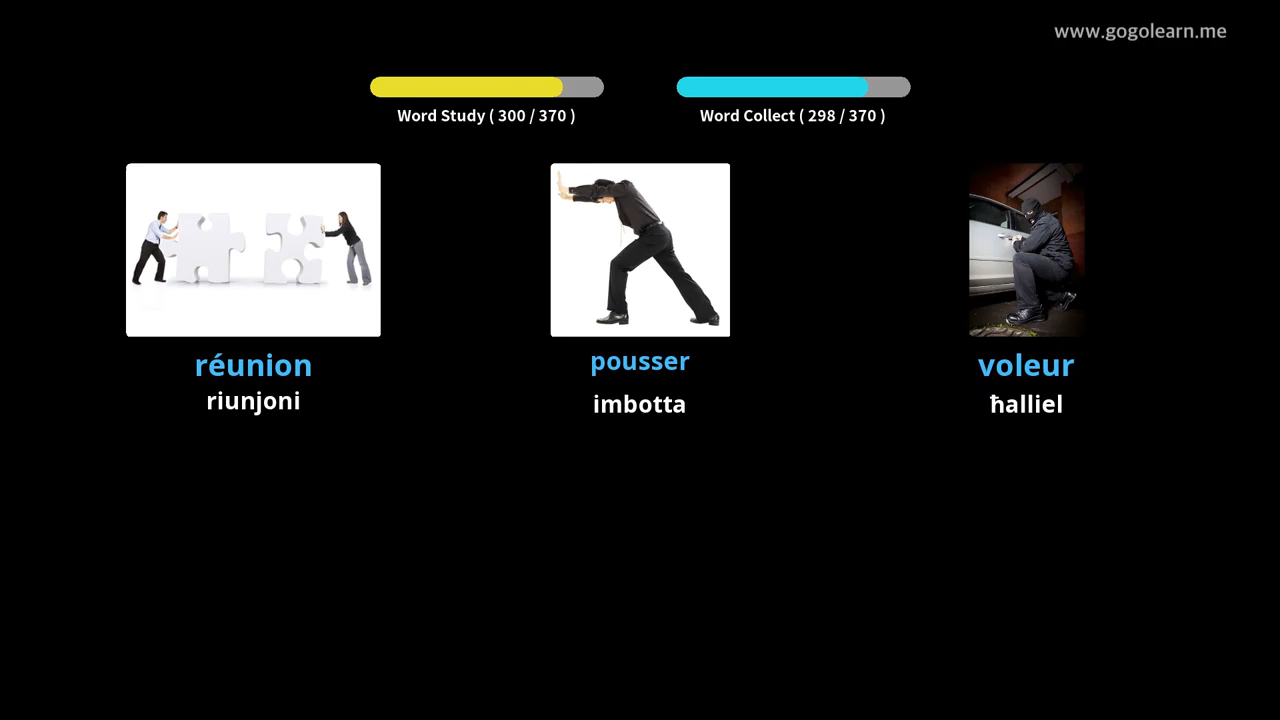 www.gogolearn.me
Word Study ( 300 / 370 )
Word Collect ( 298 / 370 )
réunion
riunjoni
pousser
imbotta
voleur
ħalliel